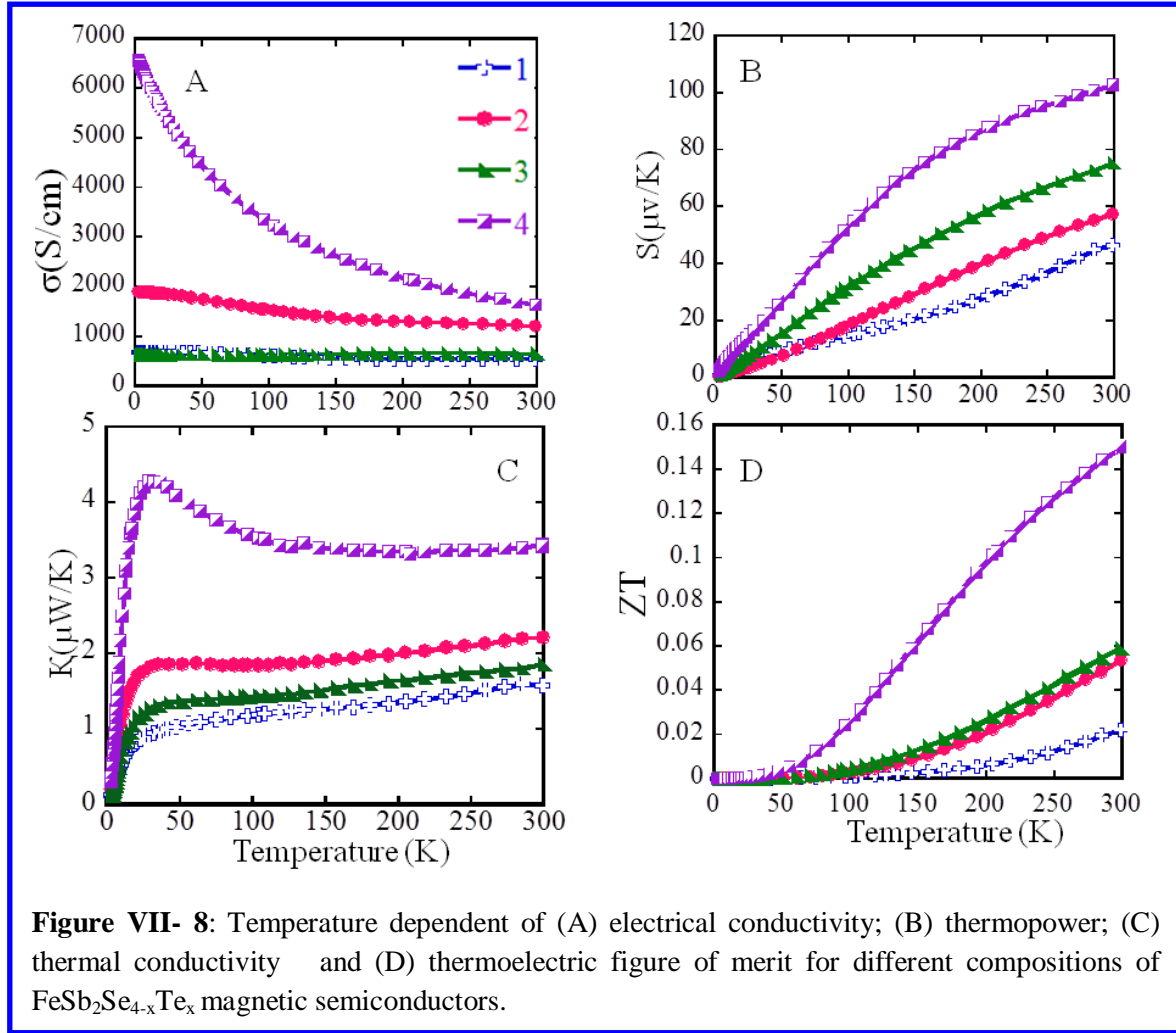 7000
6000
5000
4000
3000
2000
1000
0
σ(S/cm)
A
1
2
3
4
0 50 100 150 200 250 300
120
100
80
60
40
20
0
S(μv/K)
B
0 50 100 150 200 250 300
5
4
3
2
1
0
K(μW/K)
C
0 50 100 150 200 250 300
Temperature (K)
0.16
0.14
0.12
0.1
0.08
0.06
0.04
0.02
0
ZT
D
0 50 100 150 200 250 300
Temperature (K)
Figure VII- 8: Temperature dependent of (A) electrical conductivity; (B) thermopower; (C)
thermal conductivity and (D) thermoelectric figure of merit for different compositions of
FeSb₂Se₄₋ₓTeₓ magnetic semiconductors.